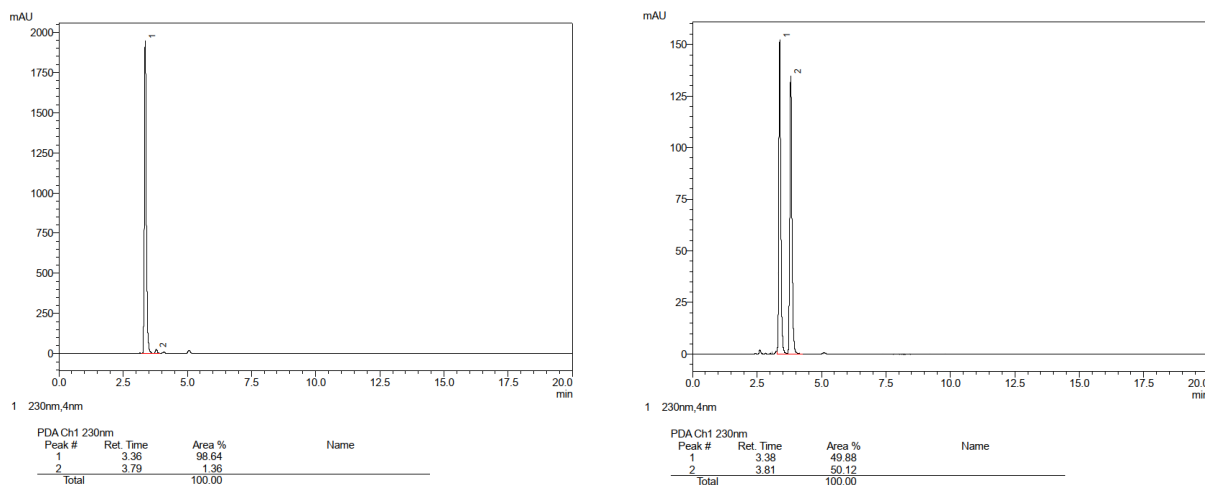 mAU
2000
1750
1500
1250
1000
750
500
250
0
1
2
0.0 2.5 5.0 7.5 10.0 12.5 15.0 17.5 20.0
min
1 230nm,4nm
PDA Ch1 230nm
Peak # Ret. Time Area % Name
1 3.36 98.64
2 3.79 1.36
Total 100.00
mAU
150
125
100
75
50
25
0
1
2
0.0 2.5 5.0 7.5 10.0 12.5 15.0 17.5 20.0
min
1 230nm,4nm
PDA Ch1 230nm
Peak # Ret. Time Area % Name
1 3.38 49.88
2 3.81 50.12
Total 100.00